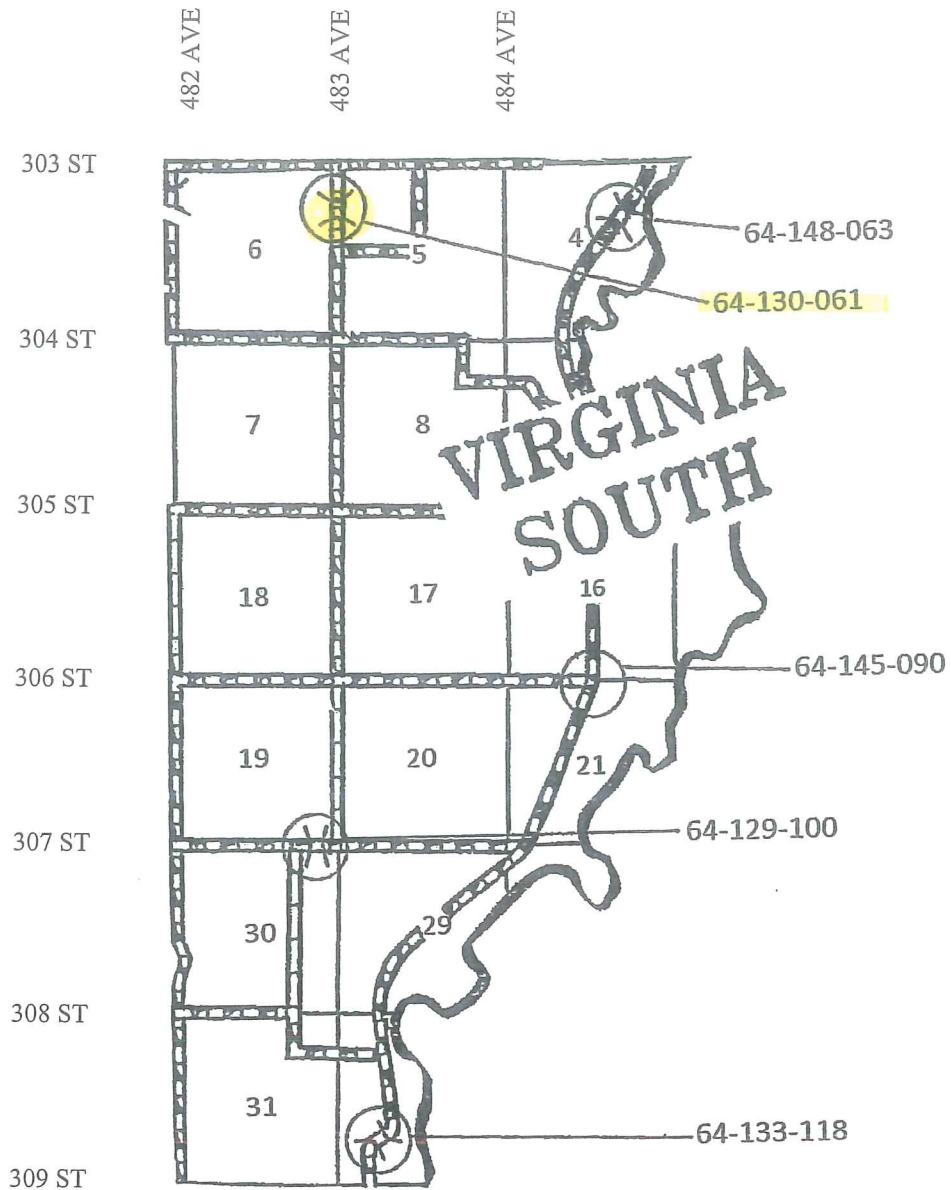 482 AVE
483 AVE
484 AVE
303 ST
6
5
4
64-148-063
64-130-061
304 ST
7
8
VIRGINIA
SOUTH
305 ST
18
17
16
306 ST
64-145-090
19
20
21
307 ST
64-129-100
30
29
308 ST
31
64-133-118
309 ST